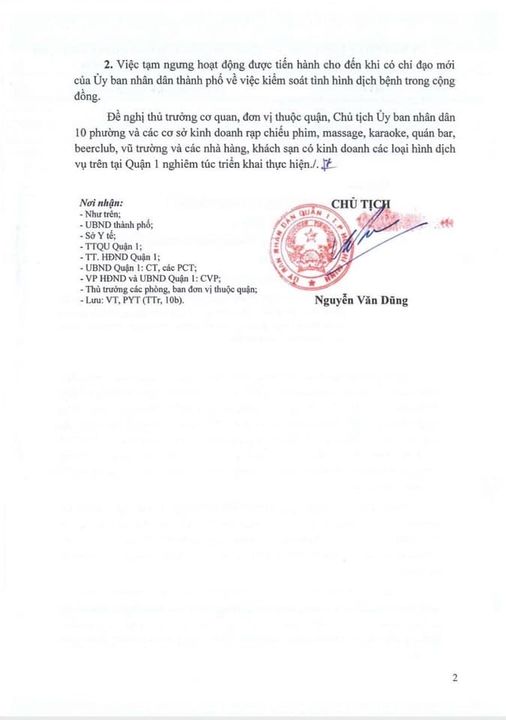 2. Việc tạm ngưng hoạt động được tiến hành cho đến khi có chỉ đạo mới
của Ủy ban nhân dân thành phố về việc kiểm soát tình hình dịch bệnh trong cộng
đồng.
Đề nghị thủ trưởng cơ quan, đơn vị thuộc quận, Chủ tịch Ủy ban nhân dân
10 phường và các cơ sở kinh doanh rạp chiếu phim, massage, karaoke, quán bar,
beerclub, vũ trường và các nhà hàng, khách sạn có kinh doanh các loại hình dịch
vụ trên tại Quận 1 nghiêm túc triển khai thực hiện./.
Nơi nhận:
- Như trên;
- UBND thành phố;
- Sở Y tế;
- TTQU Quận 1;
- TT. HĐND Quận 1;
- UBND Quận 1: CT, các PCT;
- VP HĐND và UBND Quận 1: CVP;
- Thủ trưởng các phòng, ban đơn vị thuộc quận;
- Lưu: VT, PYT (TTr, 10b).
CHỦ TỊCH
ỦY BAN NHÂN DÂN QUẬN 1 T.P HỒ CHÍ MINH
Nguyễn Văn Dũng
2